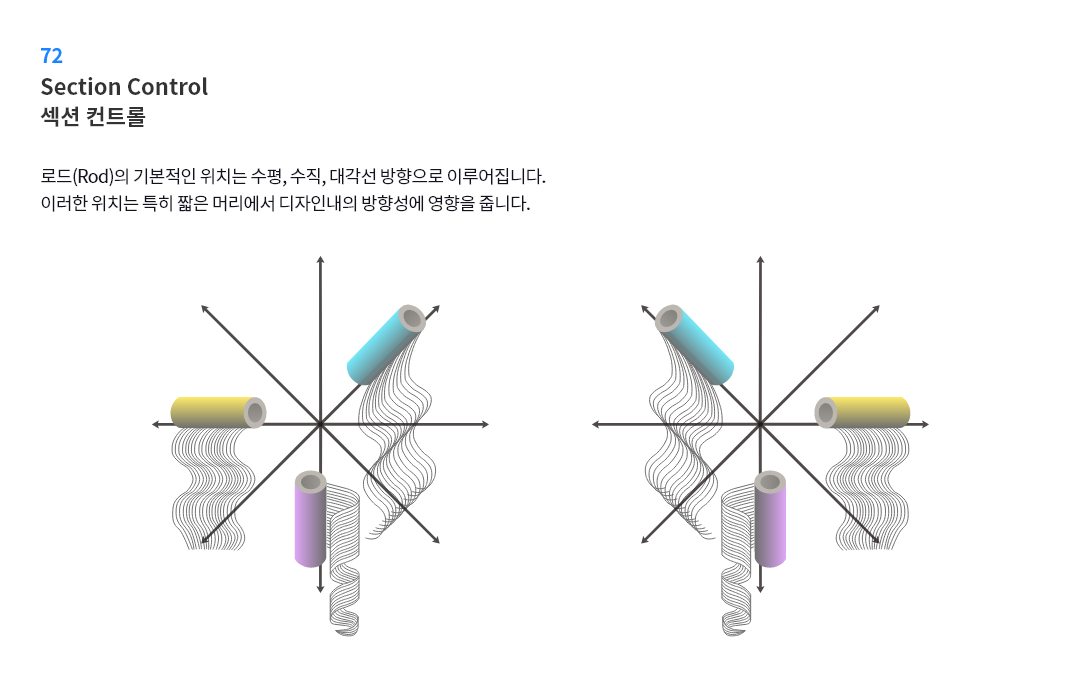 72
Section Control
섹션 컨트롤
로드(Rod)의 기본적인 위치는 수평, 수직, 대각선 방향으로 이루어집니다.
이러한 위치는 특히 짧은 머리에서 디자인내의 방향성에 영향을 줍니다.